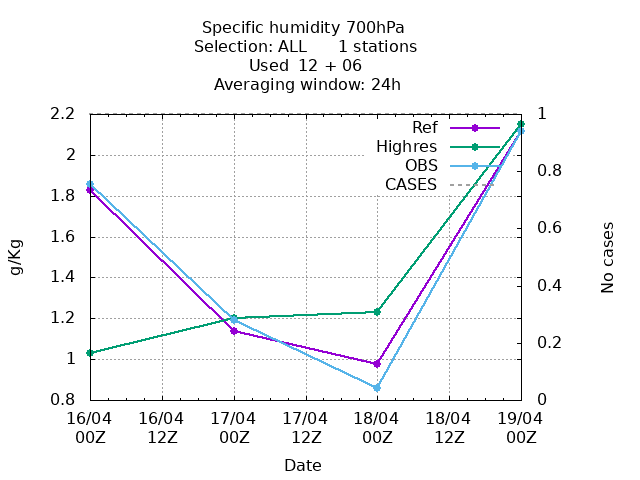 Specific humidity 700hPa
Selection: ALL      1 stations
Used  12 + 06
Averaging window: 24h
2.2
2
1.8
1.6
1.4
1.2
1
0.8
g/Kg
Ref
Highres
OBS
CASES
1
0.8
0.6
0.4
0.2
0
No cases
16/04 16/04 17/04 17/04 18/04 18/04 19/04
00Z 12Z 00Z 12Z 00Z 12Z 00Z
Date